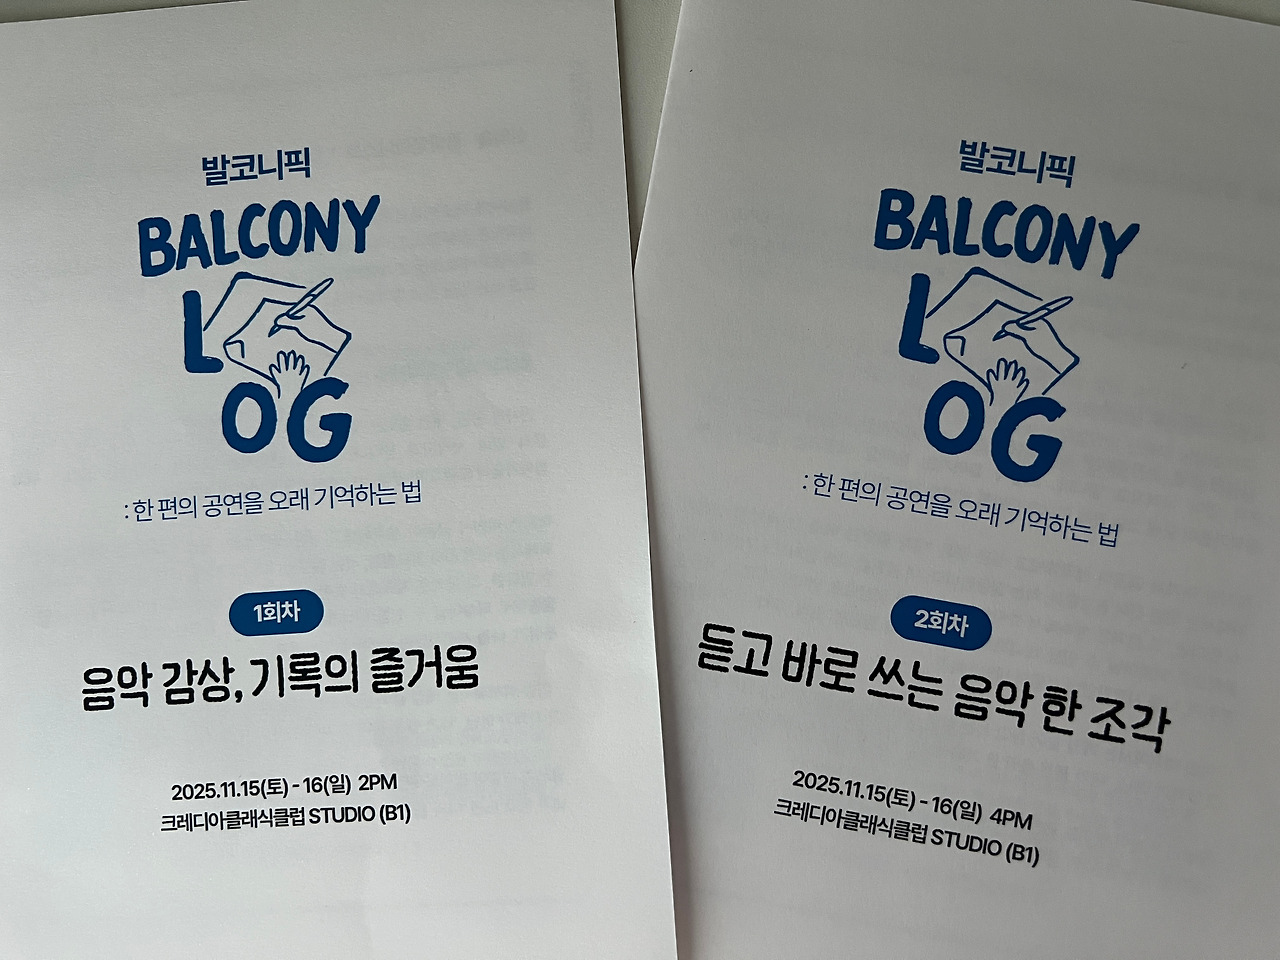 발코니픽
BALCONY
L
OG
: 한 편의 공연을 오래 기억하는 법
1회차
음악 감상, 기록의 즐거움
2025.11.15(토) - 16(일) 2PM
크레디아클래식클럽 STUDIO (B1)
발코니픽
BALCONY
L
OG
: 한 편의 공연을 오래 기억하는 법
2회차
듣고 바로 쓰는 음악 한 조각
2025.11.15(토) - 16(일) 4PM
크레디아클래식클럽 STUDIO (B1)